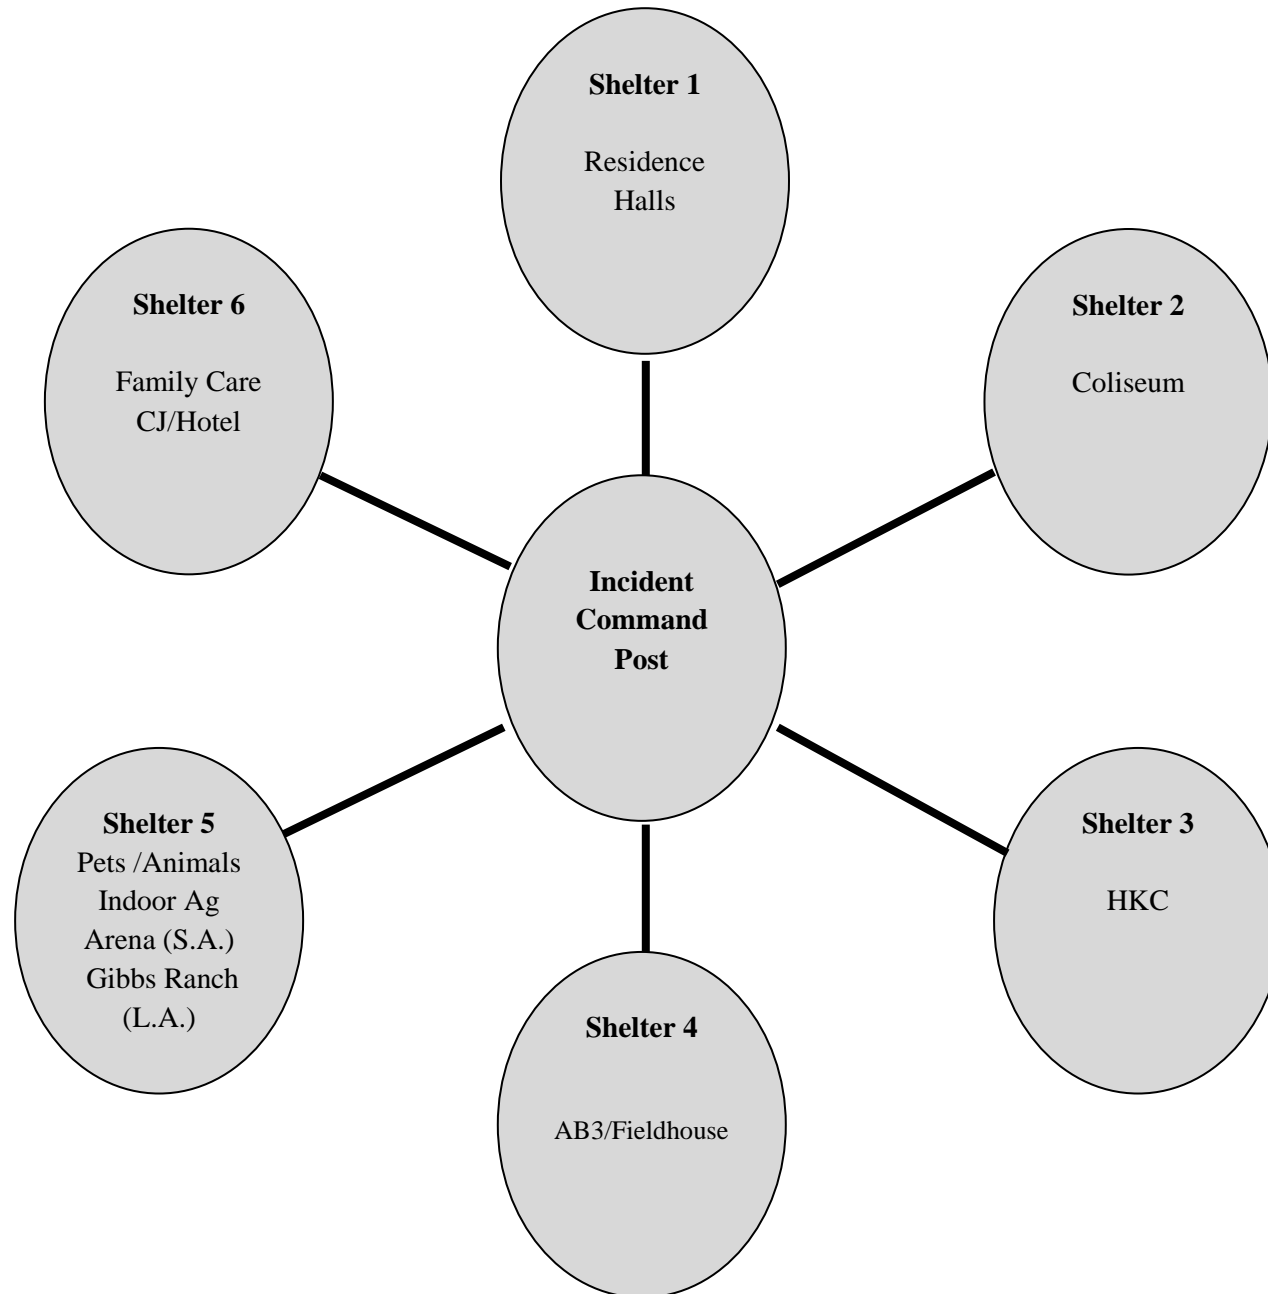 Shelter 1
Residence
Halls
Shelter 6
Family Care
CJ/Hotel
Shelter 2
Coliseum
Incident
Command
Post
Shelter 5
Pets /Animals
Indoor Ag
Arena (S.A.)
Gibbs Ranch
(L.A.)
Shelter 3
HKC
Shelter 4
AB3/Fieldhouse